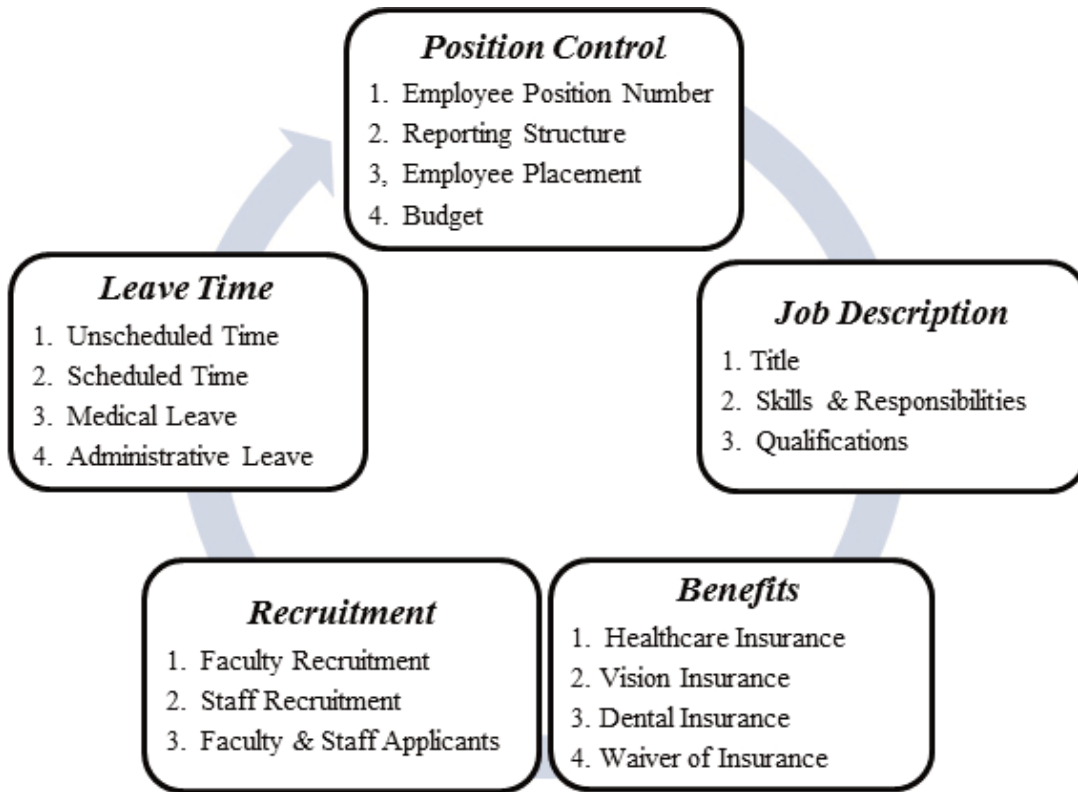 Position Control
1. Employee Position Number
2. Reporting Structure
3, Employee Placement
4. Budget
Job Description
1. Title
2. Skills & Responsibilities
3. Qualifications
Benefits
1. Healthcare Insurance
2. Vision Insurance
3. Dental Insurance
4. Waiver of Insurance
Recruitment
1. Faculty Recruitment
2. Staff Recruitment
3. Faculty & Staff Applicants
Leave Time
1. Unscheduled Time
2. Scheduled Time
3. Medical Leave
4. Administrative Leave